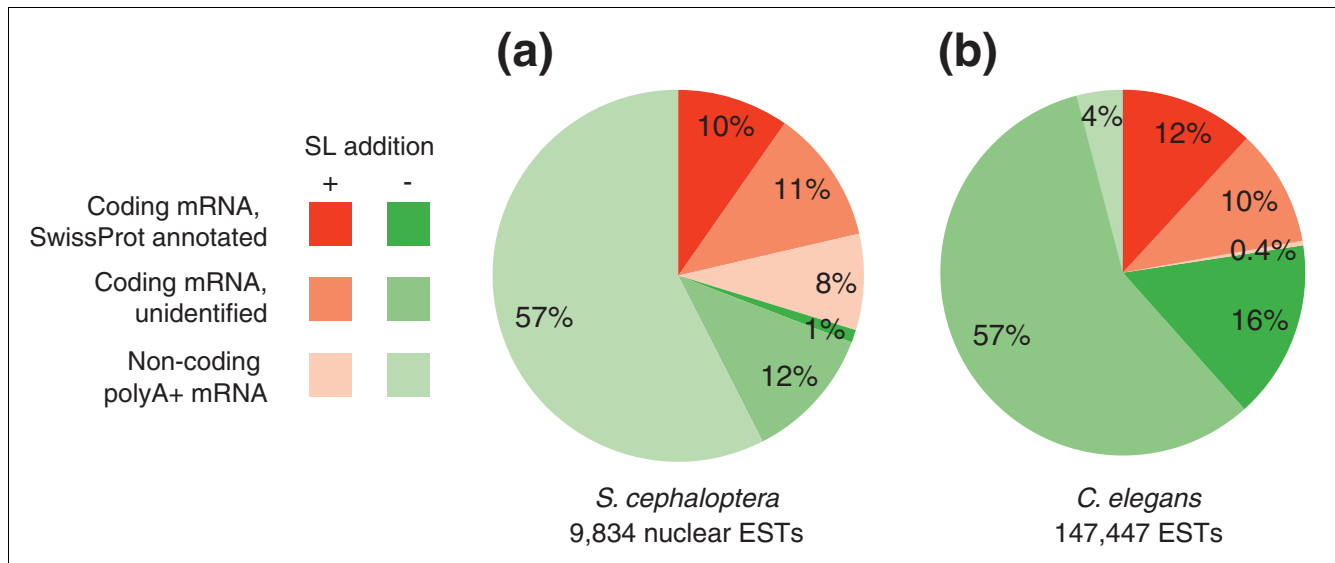 (a)
(b)
SL addition
+ -
Coding mRNA,
SwissProt annotated
Coding mRNA,
unidentified
Non-coding
polyA+ mRNA
10%
11%
8%
1%
12%
57%
S. cephaloptera
9,834 nuclear ESTs
4%
12%
10%
0.4%
16%
57%
C. elegans
147,447 ESTs